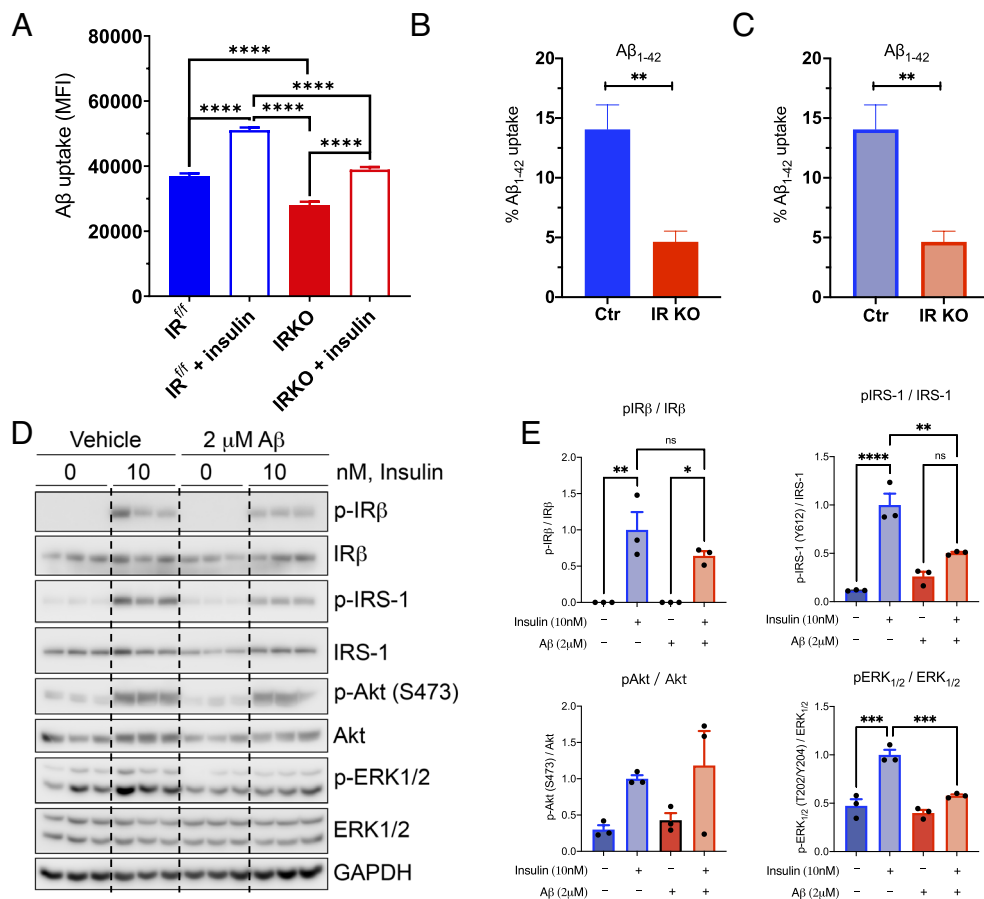 A
80000
60000
40000
20000
0
Aβ uptake (MFI)
****
****
****
****
****
IR^f/f
IR^f/f + insulin
IRKO
IRKO + insulin
B
Aβ₁₋₄₂
**
20
15
10
5
0
% Aβ₁₋₄₂ uptake
Ctr
IR KO
C
Aβ₁₋₄₂
**
20
15
10
5
0
% Aβ₁₋₄₂ uptake
Ctr
IR KO
D
Vehicle 2 μM Aβ
0 10 0 10 nM, Insulin
p-IRβ
IRβ
p-IRS-1
IRS-1
p-Akt (S473)
Akt
p-ERK1/2
ERK1/2
GAPDH
E
pIRβ / IRβ
ns
** *
2.0
1.5
1.0
0.5
0.0
p-IRβ / IRβ
Insulin (10nM) − + − +
Aβ (2μM) − − + +
pIRS-1 / IRS-1
**
**** ns
1.5
1.0
0.5
0.0
p-IRS-1 (Y612) / IRS-1
Insulin (10nM) − + − +
Aβ (2μM) − − + +
pAkt / Akt
2.0
1.5
1.0
0.5
0.0
p-Akt (S473) / Akt
Insulin (10nM) − + − +
Aβ (2μM) − − + +
pERK₁/₂ / ERK₁/₂
*** ***
1.5
1.0
0.5
0.0
p-ERK₁/₂ (T202/Y204) / ERK₁/₂
Insulin (10nM) − + − +
Aβ (2μM) − − + +